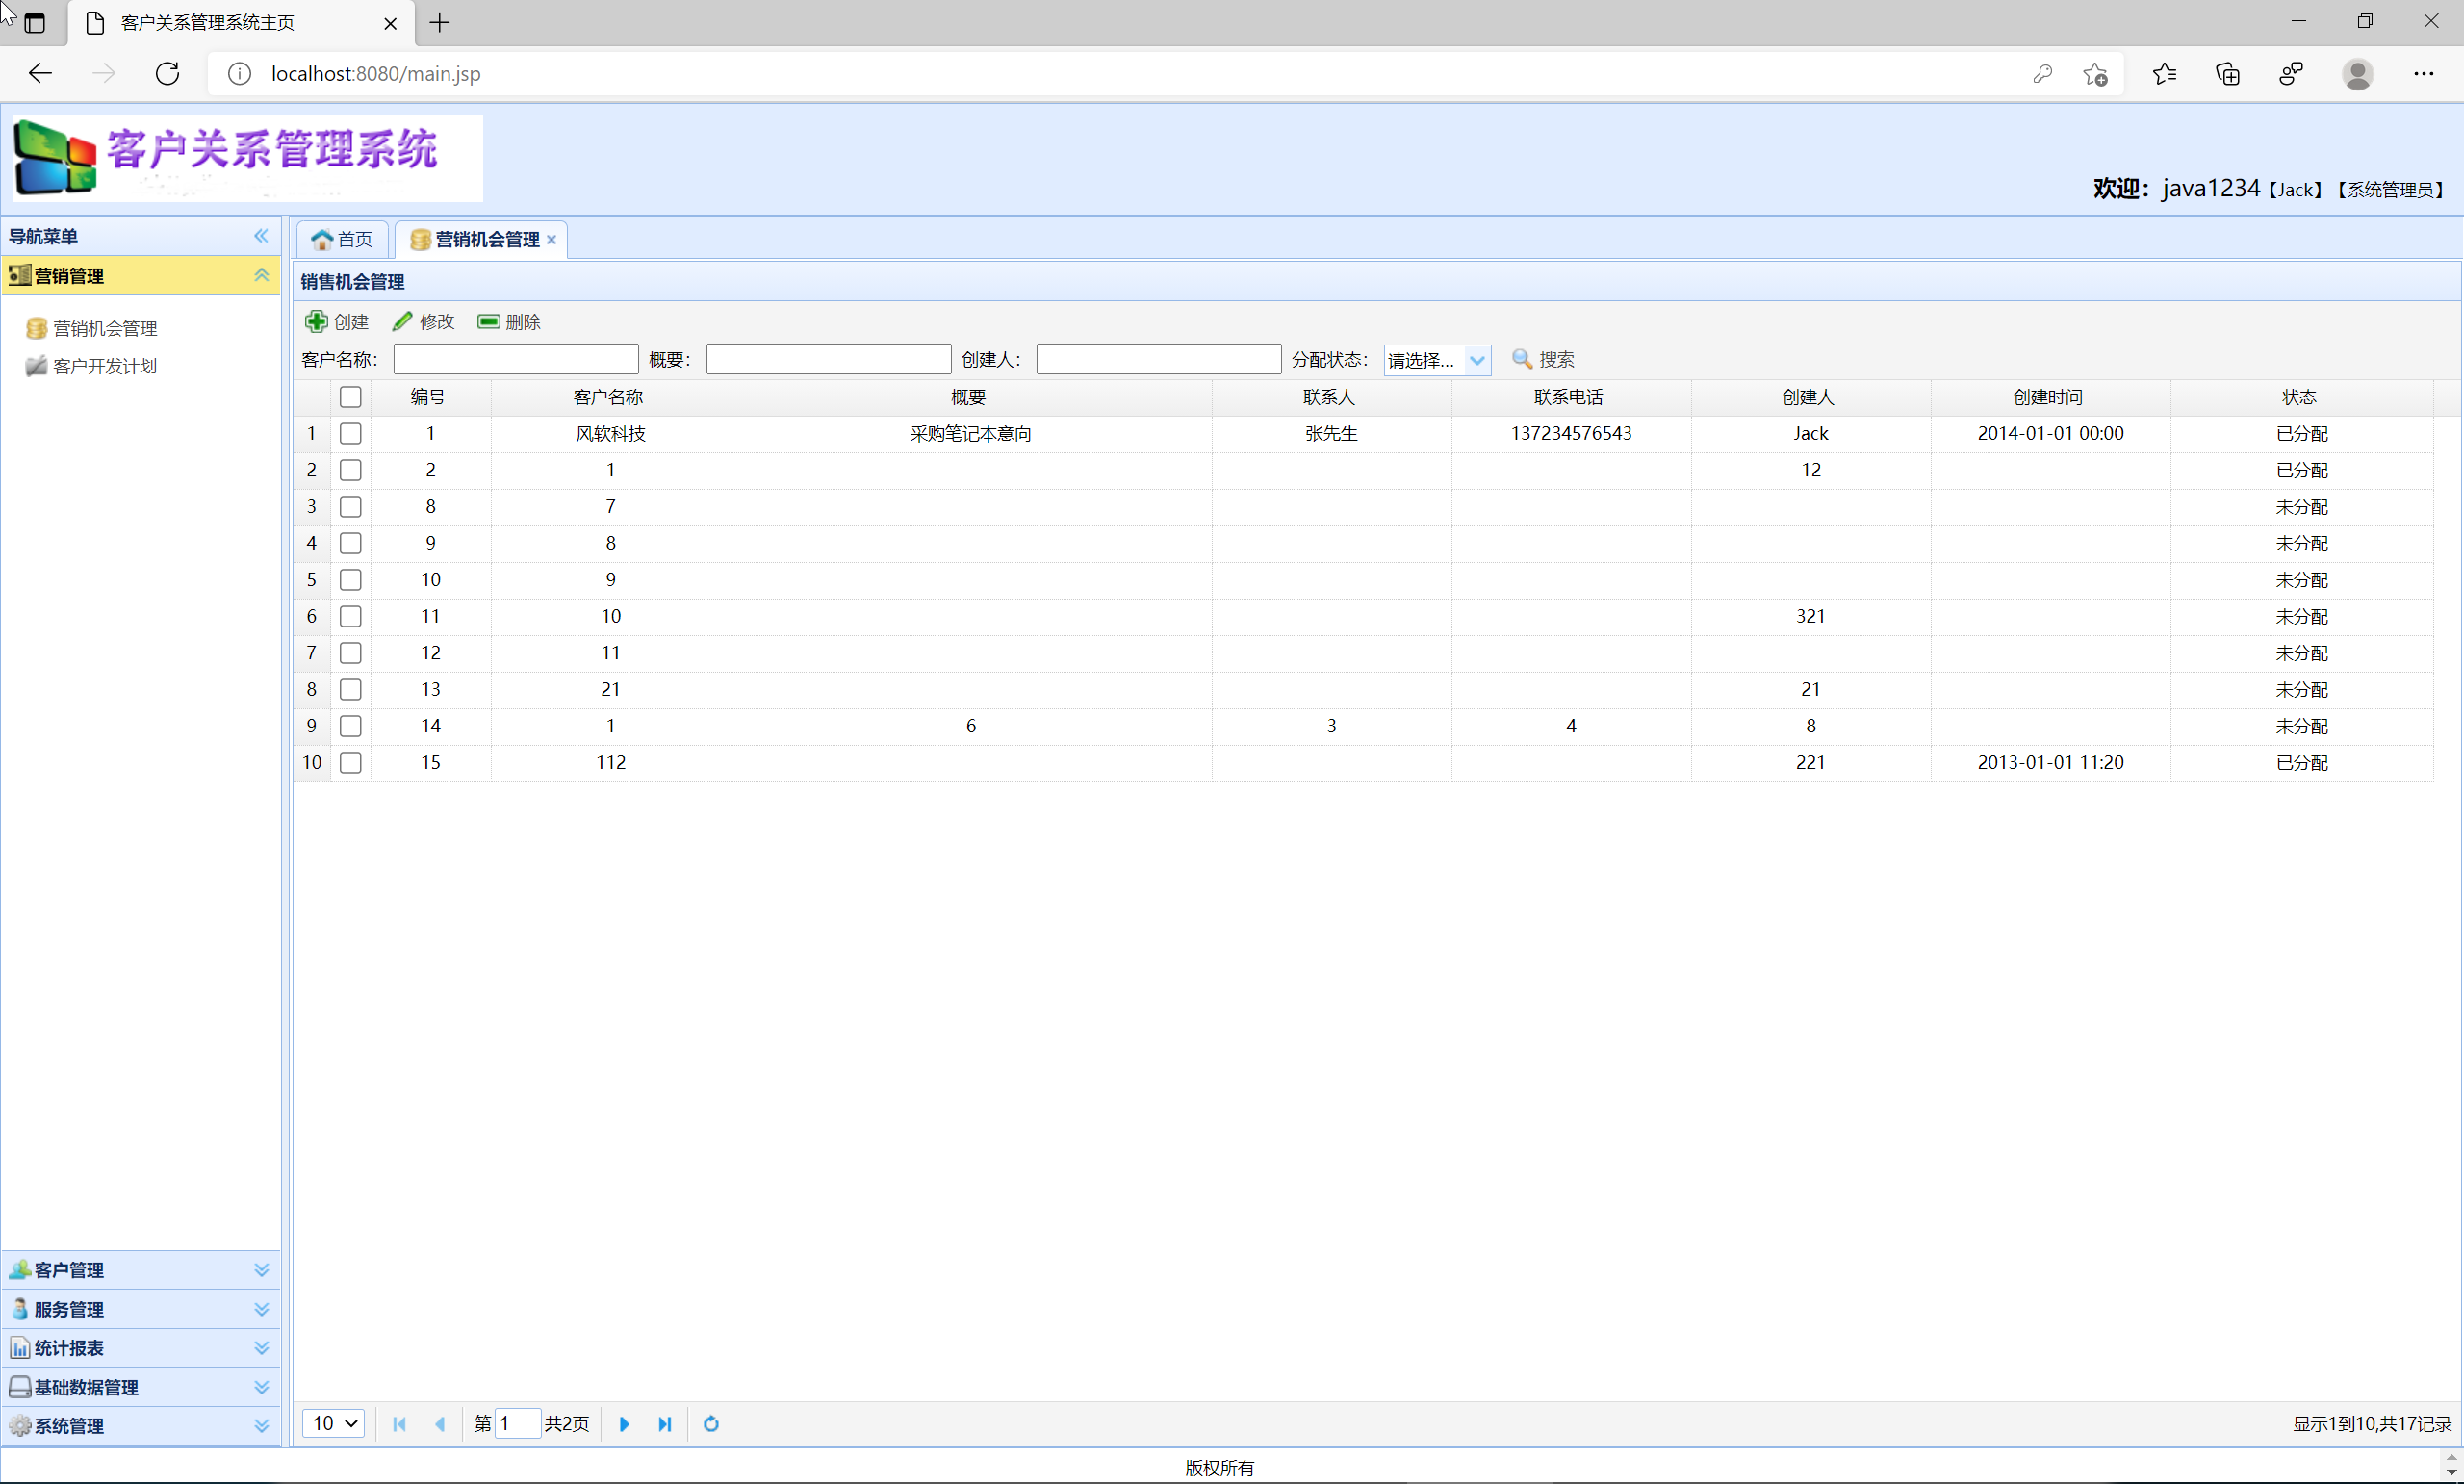 客户关系管理系统主页
localhost:8080/main.jsp
客户关系管理系统
欢迎：java1234【Jack】【系统管理员】
导航菜单
营销管理
营销机会管理
客户开发计划
客户管理
服务管理
统计报表
基础数据管理
系统管理
首页 营销机会管理
销售机会管理
创建 修改 删除
客户名称： 概要： 创建人： 分配状态： 请选择... 搜索
编号 客户名称 概要 联系人 联系电话 创建人 创建时间 状态
1 1 风软科技 采购笔记本意向 张先生 137234576543 Jack 2014-01-01 00:00 已分配
2 2 1 12 已分配
3 8 7 未分配
4 9 8 未分配
5 10 9 未分配
6 11 10 321 未分配
7 12 11 未分配
8 13 21 21 未分配
9 14 1 6 3 4 8 未分配
10 15 112 221 2013-01-01 11:20 已分配
10 第 1 共2页 显示1到10,共17记录
版权所有